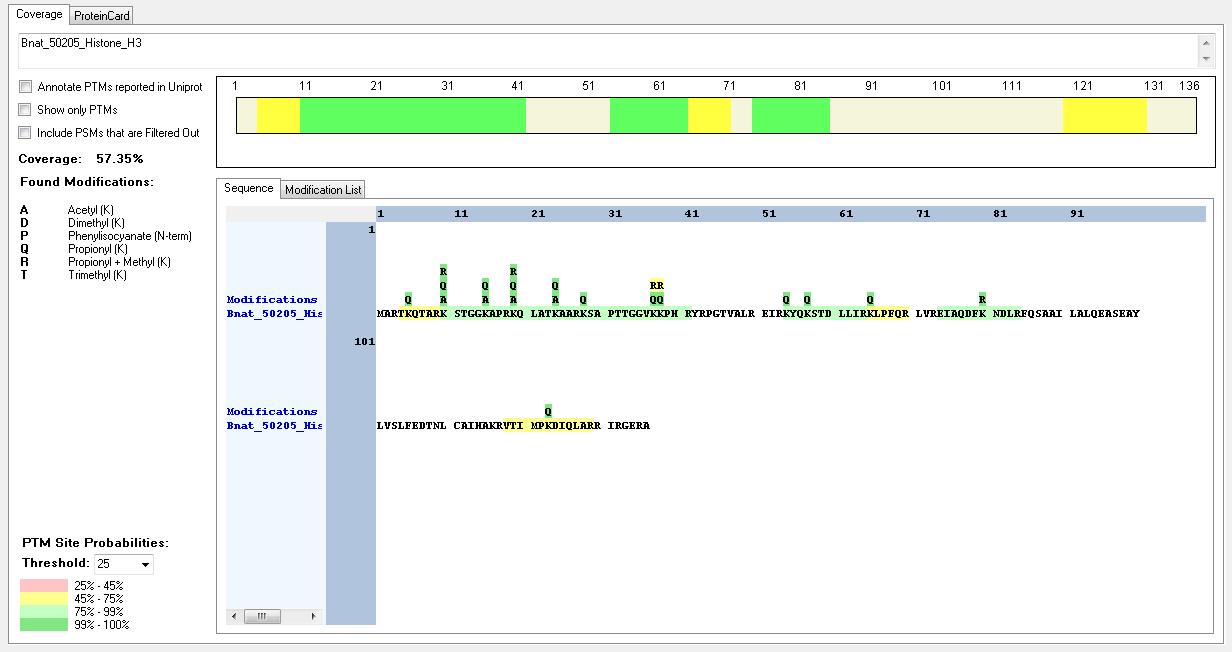 Coverage ProteinCard
Bnat_50205_Histone_H3
Annotate PTMs reported in Uniprot
Show only PTMs
Include PSMs that are Filtered Out
Coverage: 57.35%
1 11 21 31 41 51 61 71 81 91 101 111 121 131 136
Found Modifications:
A Acetyl (K)
D Dimethyl (K)
P Phenylisocyanate (N-term)
Q Propionyl (K)
R Propionyl + Methyl (K)
T Trimethyl (K)
Sequence Modification List
1 11 21 31 41 51 61 71 81 91
1
R R
Q Q Q Q RR
Modifications Q A A A A Q QQ Q Q Q R
Bnat_50205_His MARTKQTARK STGGKAPRKQ LATKAARKSA PTTGGVKKPH RYRPGTVALR EIRKYQKSTD LLIRKLPFQR LVREIAQDFK NDLRFQSAAI LALQEASEAY
101
Modifications Q
Bnat_50205_His LVSLFEDTNL CAIHAKRVTI MPKDIQLARR IRGERA
PTM Site Probabilities:
Threshold: 25
25% - 45%
45% - 75%
75% - 99%
99% - 100%